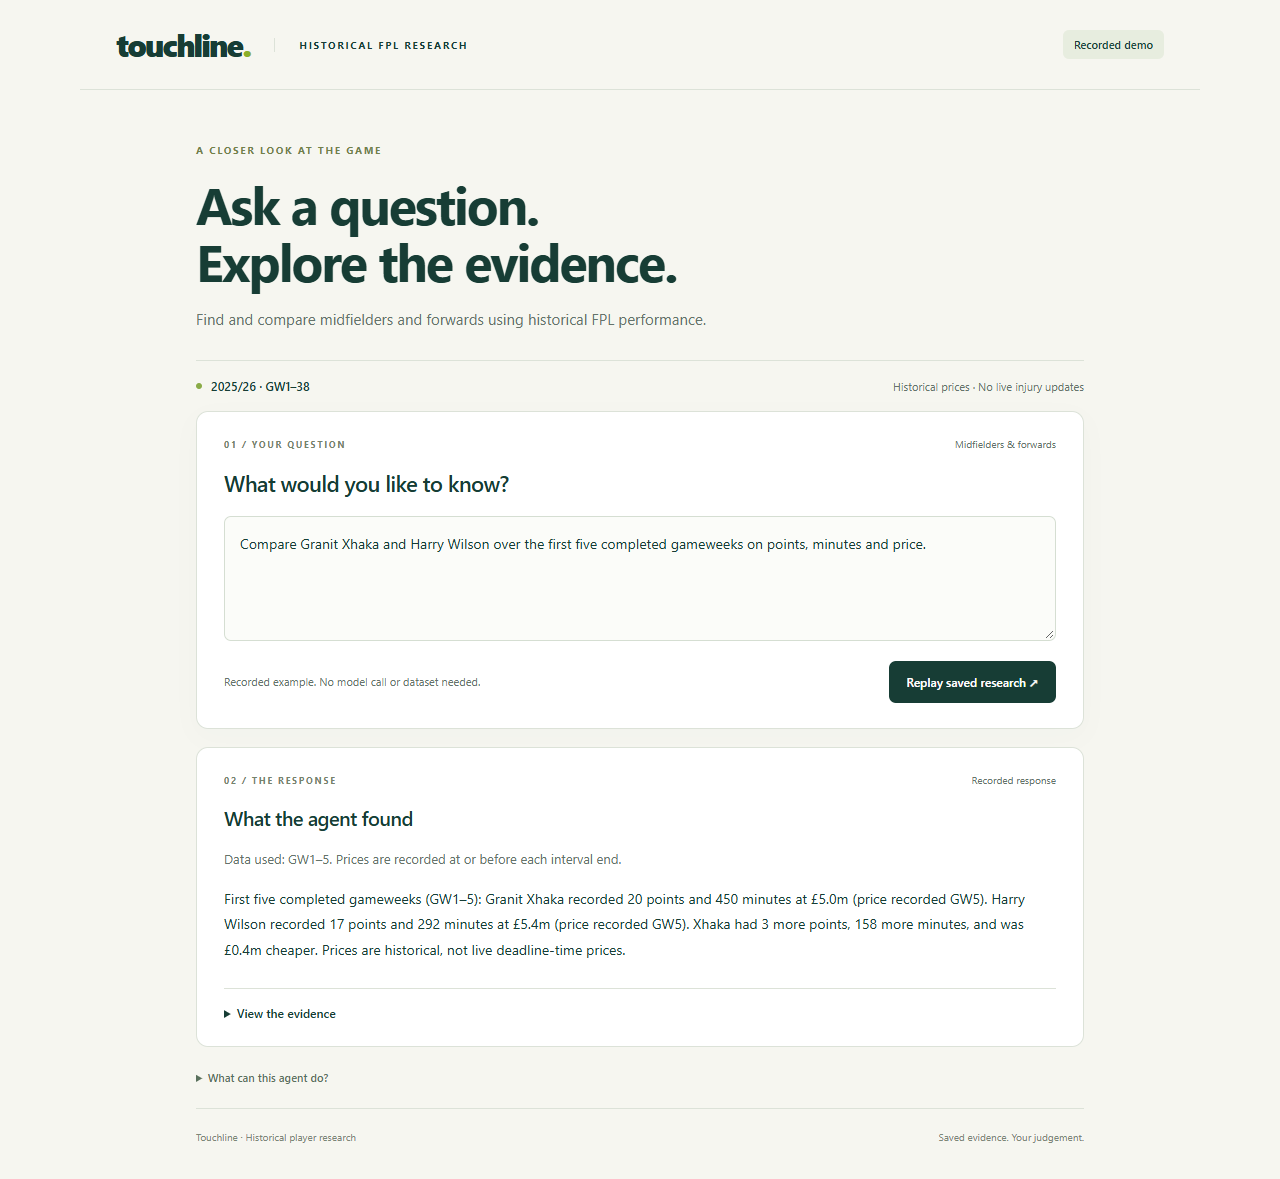 touchline.
HISTORICAL FPL RESEARCH
Recorded demo
A CLOSER LOOK AT THE GAME
Ask a question.
Explore the evidence.
Find and compare midfielders and forwards using historical FPL performance.
2025/26 · GW1–38
Historical prices · No live injury updates
01 / YOUR QUESTION
Midfielders & forwards
What would you like to know?
Compare Granit Xhaka and Harry Wilson over the first five completed gameweeks on points, minutes and price.
Recorded example. No model call or dataset needed.
Replay saved research ↗
02 / THE RESPONSE
Recorded response
What the agent found
Data used: GW1–5. Prices are recorded at or before each interval end.
First five completed gameweeks (GW1–5): Granit Xhaka recorded 20 points and 450 minutes at £5.0m (price recorded GW5). Harry
Wilson recorded 17 points and 292 minutes at £5.4m (price recorded GW5). Xhaka had 3 more points, 158 more minutes, and was
£0.4m cheaper. Prices are historical, not live deadline-time prices.
▶ View the evidence
▶ What can this agent do?
Touchline · Historical player research
Saved evidence. Your judgement.